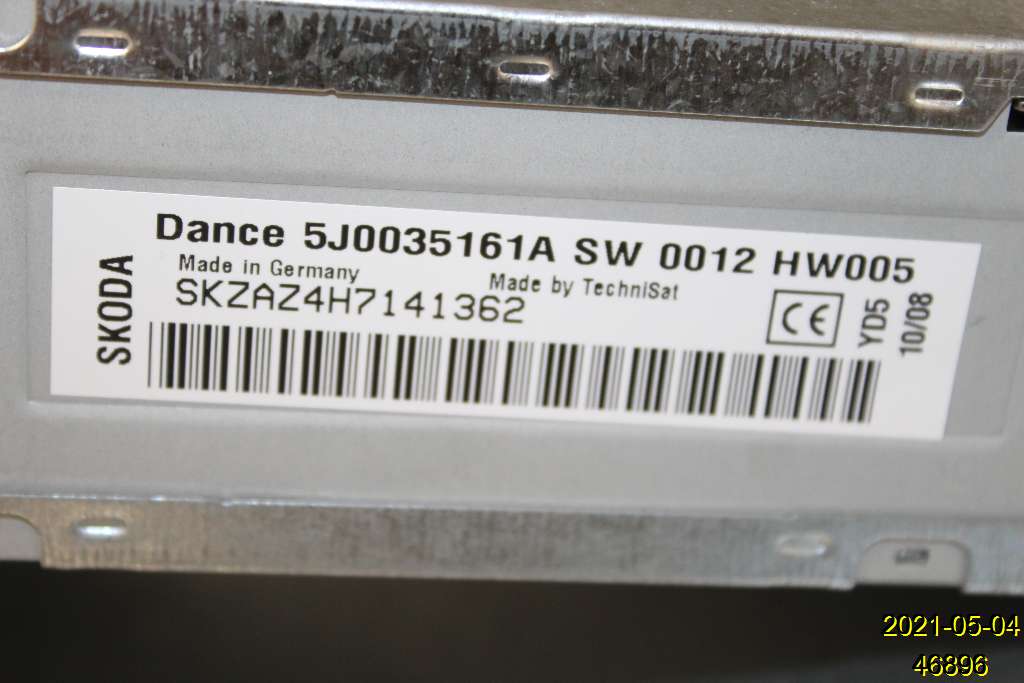 Dance 5J0035161A SW 0012 HW005
Made in Germany
Made by TechniSat
SKZAZ4H7141362
SKODA
CE
YD5
10/08
2021-05-04
46896